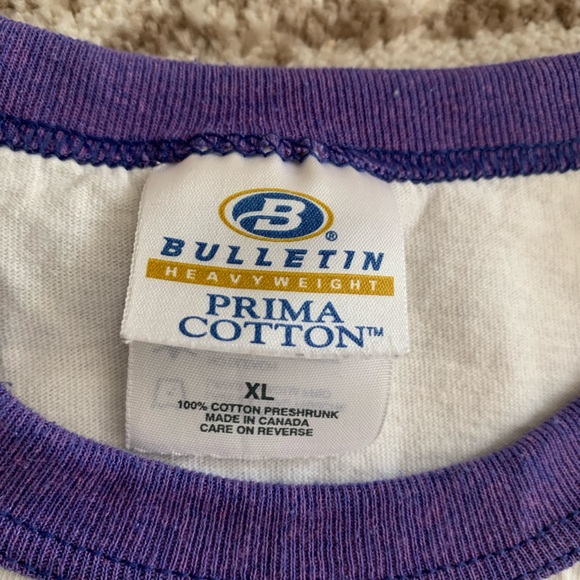 B
BULLETIN®
HEAVYWEIGHT
PRIMA
COTTON™
XL
100% COTTON PRESHRUNK
MADE IN CANADA
CARE ON REVERSE